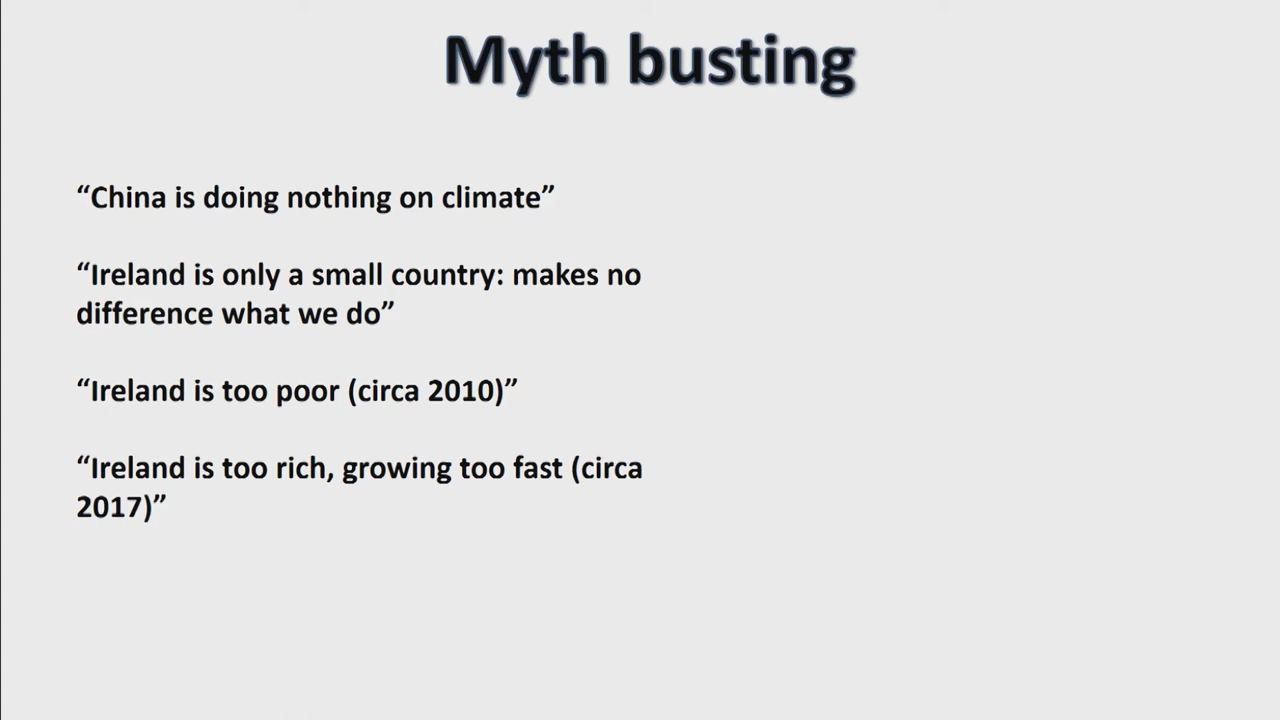 Myth busting
“China is doing nothing on climate”
“Ireland is only a small country: makes no
difference what we do”
“Ireland is too poor (circa 2010)”
“Ireland is too rich, growing too fast (circa
2017)”